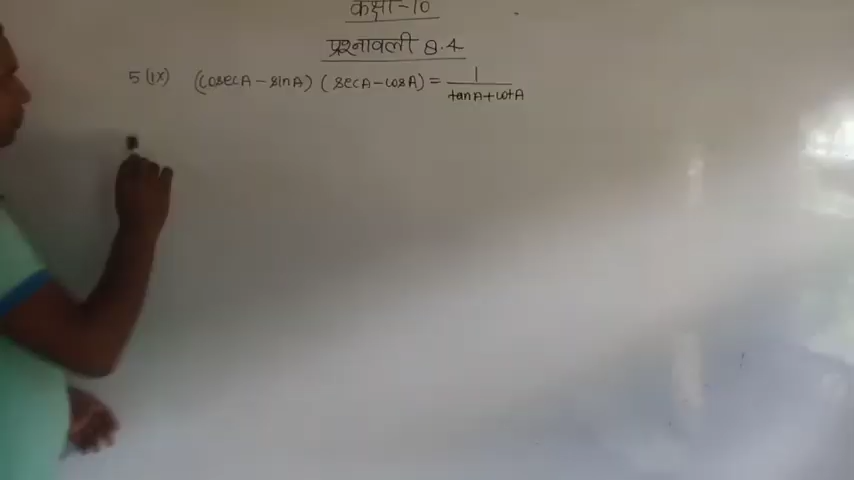 कक्षा-10
प्रश्नावली 8.4
5 (ix) (cosecA - sinA) (secA - cosA) = 1/(tanA + cotA)